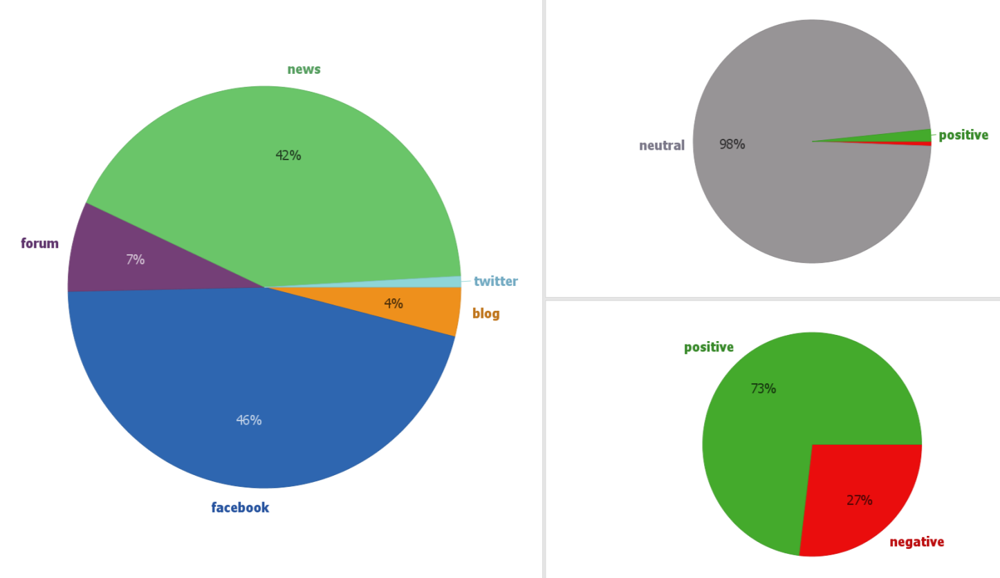 news
42%
forum
7%
twitter
4%
blog
46%
facebook
positive
neutral
98%
positive
73%
27%
negative